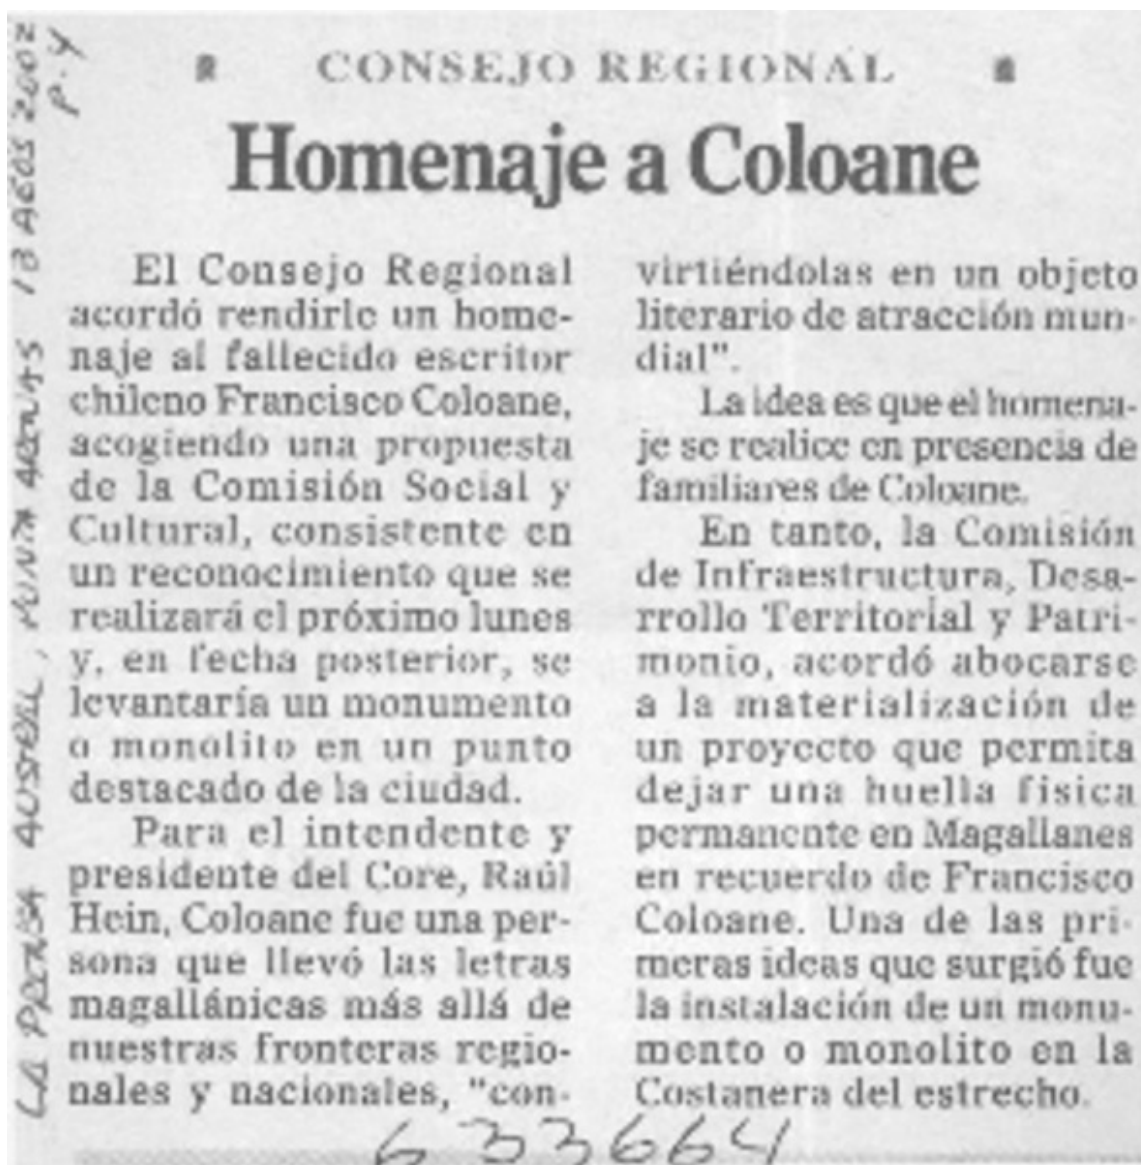 CONSEJO REGIONAL
Homenaje a Coloane
El Consejo Regional
acordó rendirle un home-
naje al fallecido escritor
chileno Francisco Coloane,
acogiendo una propuesta
de la Comisión Social y
Cultural, consistente en
un reconocimiento que se
realizará el próximo lunes
y, en fecha posterior, se
levantaría un monumento
o monolito en un punto
destacado de la ciudad.
Para el intendente y
presidente del Core, Raúl
Hein, Coloane fue una per-
sona que llevó las letras
magallánicas más allá de
nuestras fronteras regio-
nales y nacionales, "con-
virtiéndolas en un objeto
literario de atracción mun-
dial".
La idea es que el homena-
je se realice en presencia de
familiares de Coloane.
En tanto, la Comisión
de Infraestructura, Desa-
rrollo Territorial y Patri-
monio, acordó abocarse
a la materialización de
un proyecto que permita
dejar una huella física
permanente en Magallanes
en recuerdo de Francisco
Coloane. Una de las pri-
meras ideas que surgió fue
la instalación de un monu-
mento o monolito en la
Costanera del estrecho.
LA PRENSA AUSTRAL, PUNTA ARENAS 13 AGOS 2002
P. 4
633664